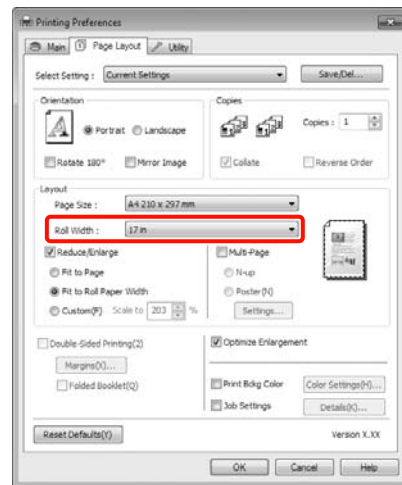 Printing Preferences
Main Page Layout Utility
Select Setting : Current Settings Save/Del...
Orientation Copies
Portrait Landscape Copies : 1
Rotate 180° Mirror Image Collate Reverse Order
Layout
Page Size : A4 210 x 297 mm
Roll Width : 17 in
Reduce/Enlarge Multi-Page
Fit to Page N-up
Fit to Roll Paper Width Poster(N)
Custom(F) Scale to 203 % Settings...
Double-Sided Printing(2) Optimize Enlargement
Margins(X)...
Folded Booklet(Q) Print Bckg Color Color Settings(H)...
Job Settings Details(K)...
Reset Defaults(Y) Version X.XX
OK Cancel Help